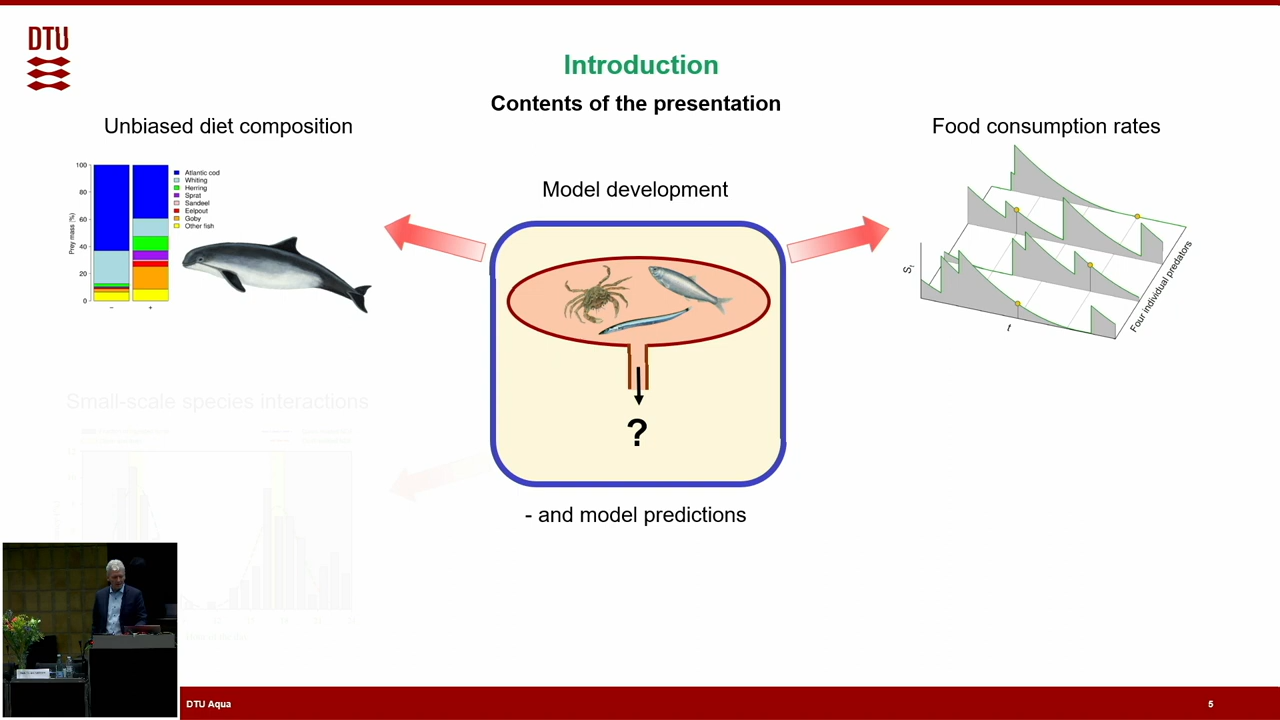 DTU
Introduction
Contents of the presentation
Unbiased diet composition
Food consumption rates
Model development
100
80
60
40
20
0
Prey mass (%)
Atlantic cod
Whiting
Herring
Sprat
Sandeel
Eelpout
Goby
Other fish
-
+
St
t
Four individual predators
?
- and model predictions
Small-scale species interactions
DTU Aqua
5